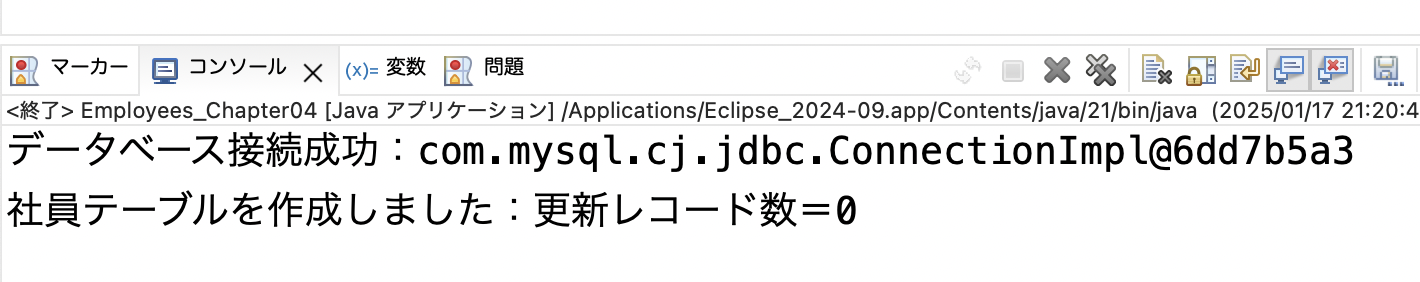 マーカー コンソール (x)= 変数 問題
<終了> Employees_Chapter04 [Java アプリケーション] /Applications/Eclipse_2024-09.app/Contents/java/21/bin/java (2025/01/17 21:20:4
データベース接続成功：com.mysql.cj.jdbc.ConnectionImpl@6dd7b5a3
社員テーブルを作成しました：更新レコード数＝0